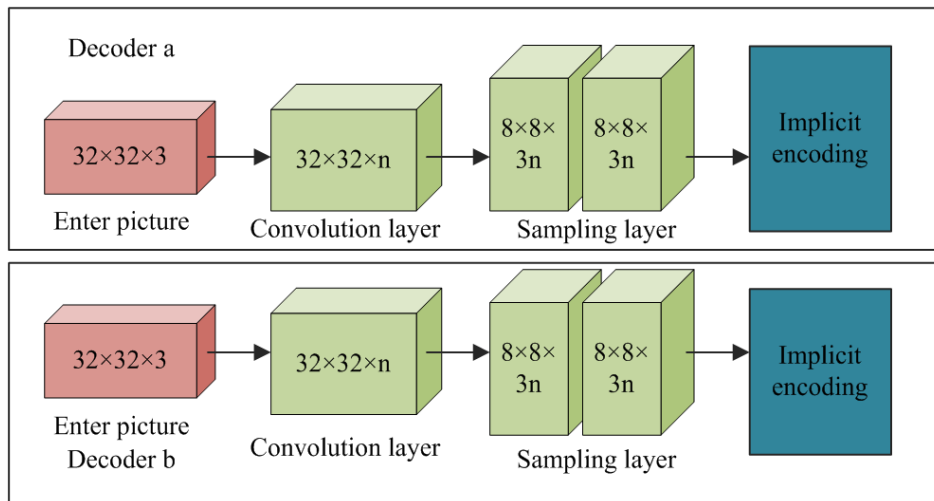 Decoder a
32×32×3
Enter picture
32×32×n
Convolution layer
8×8×
3n
8×8×
3n
Sampling layer
Implicit
encoding
32×32×3
Enter picture
Decoder b
32×32×n
Convolution layer
8×8×
3n
8×8×
3n
Sampling layer
Implicit
encoding